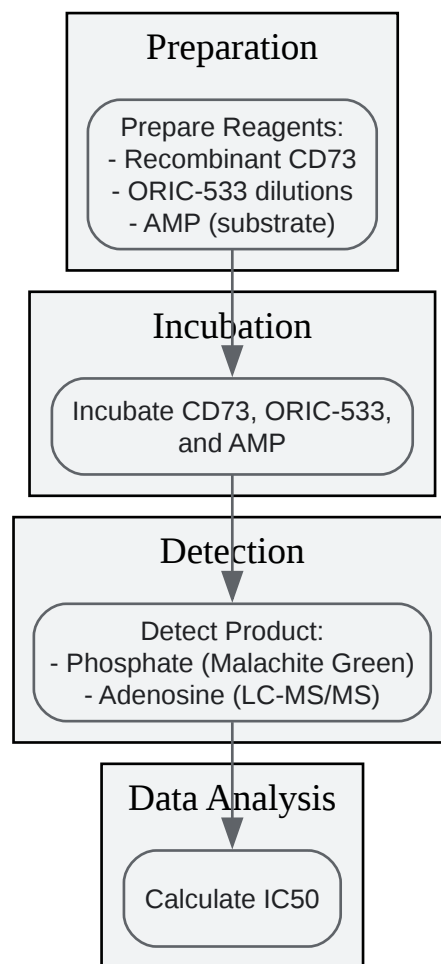 Preparation
Prepare Reagents:
- Recombinant CD73
- ORIC-533 dilutions
- AMP (substrate)
Incubation
Incubate CD73, ORIC-533,
and AMP
Detection
Detect Product:
- Phosphate (Malachite Green)
- Adenosine (LC-MS/MS)
Data Analysis
Calculate IC50